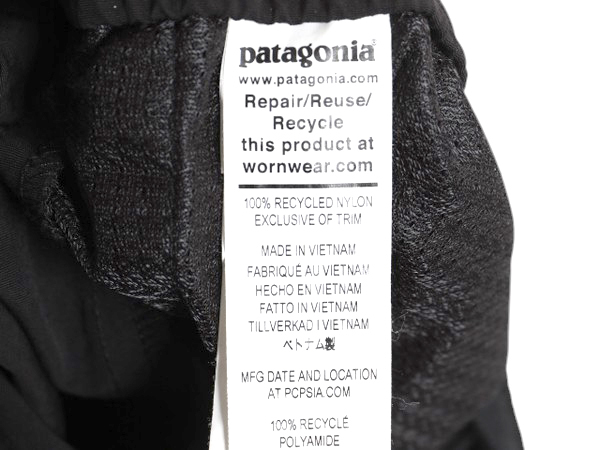 patagonia
www.patagonia.com
Repair/Reuse/
Recycle
this product at
wornwear.com
100% RECYCLED NYLON
EXCLUSIVE OF TRIM
MADE IN VIETNAM
FABRIQUÉ AU VIETNAM
HECHO EN VIETNAM
FATTO IN VIETNAM
TILLVERKAD I VIETNAM
ベトナム製
MFG DATE AND LOCATION
AT PCPSIA.COM
100% RECYCLÉ
POLYAMIDE